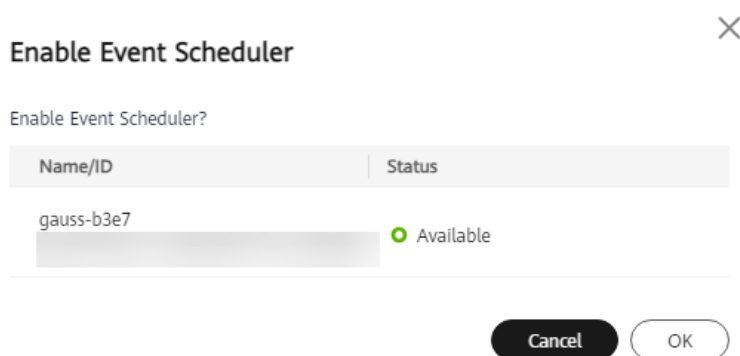 Enable Event Scheduler
Enable Event Scheduler?
Name/ID Status
gauss-b3e7
Available
Cancel OK